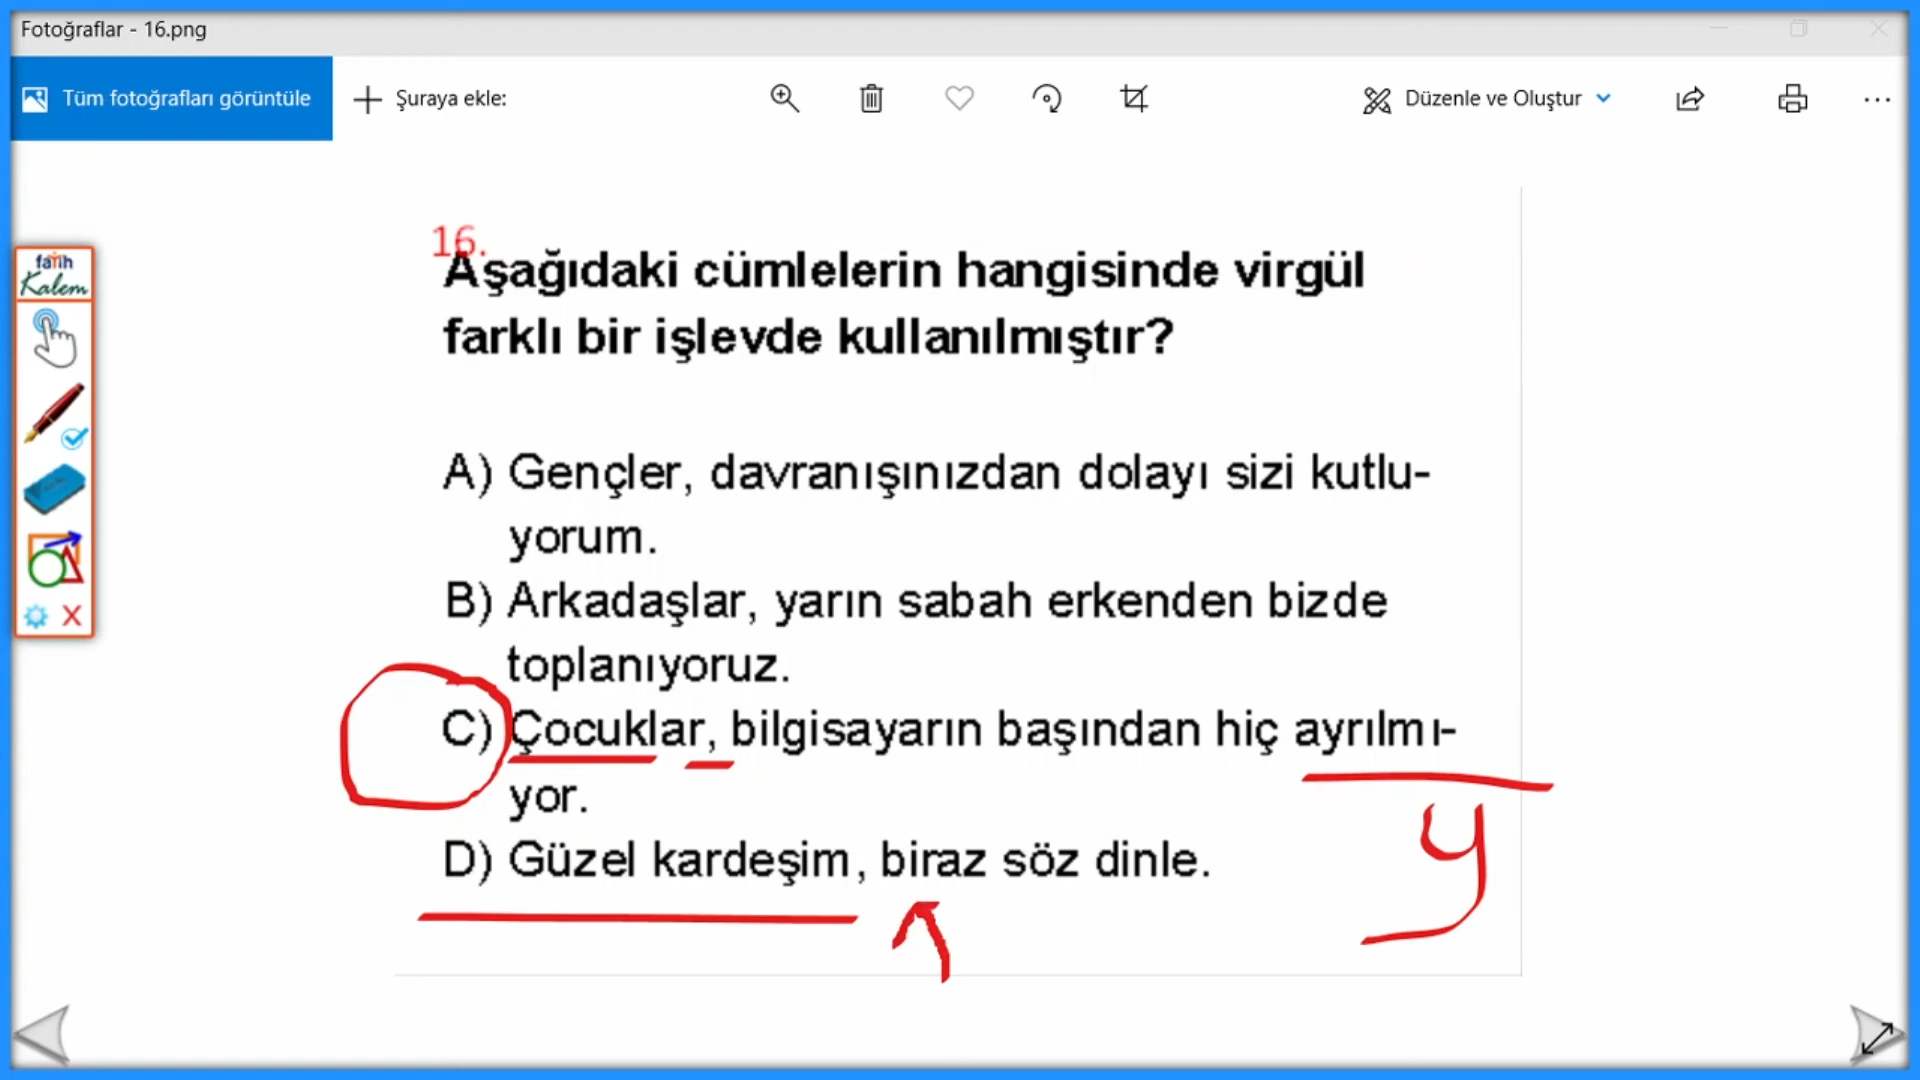 Fotoğraflar - 16.png
Tüm fotoğrafları görüntüle
Şuraya ekle:
Düzenle ve Oluştur
fatih
Kalem
16.
Aşağıdaki cümlelerin hangisinde virgül
farklı bir işlevde kullanılmıştır?
A) Gençler, davranışınızdan dolayı sizi kutlu-
yorum.
B) Arkadaşlar, yarın sabah erkenden bizde
toplanıyoruz.
C) Çocuklar, bilgisayarın başından hiç ayrılmı-
yor.
y
D) Güzel kardeşim, biraz söz dinle.